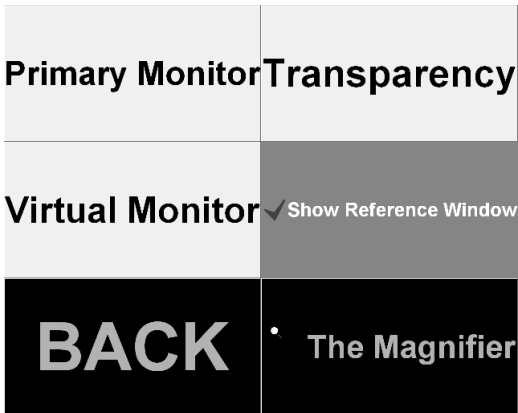 Primary Monitor
Transparency
Virtual Monitor
Show Reference Window
BACK
The Magnifier